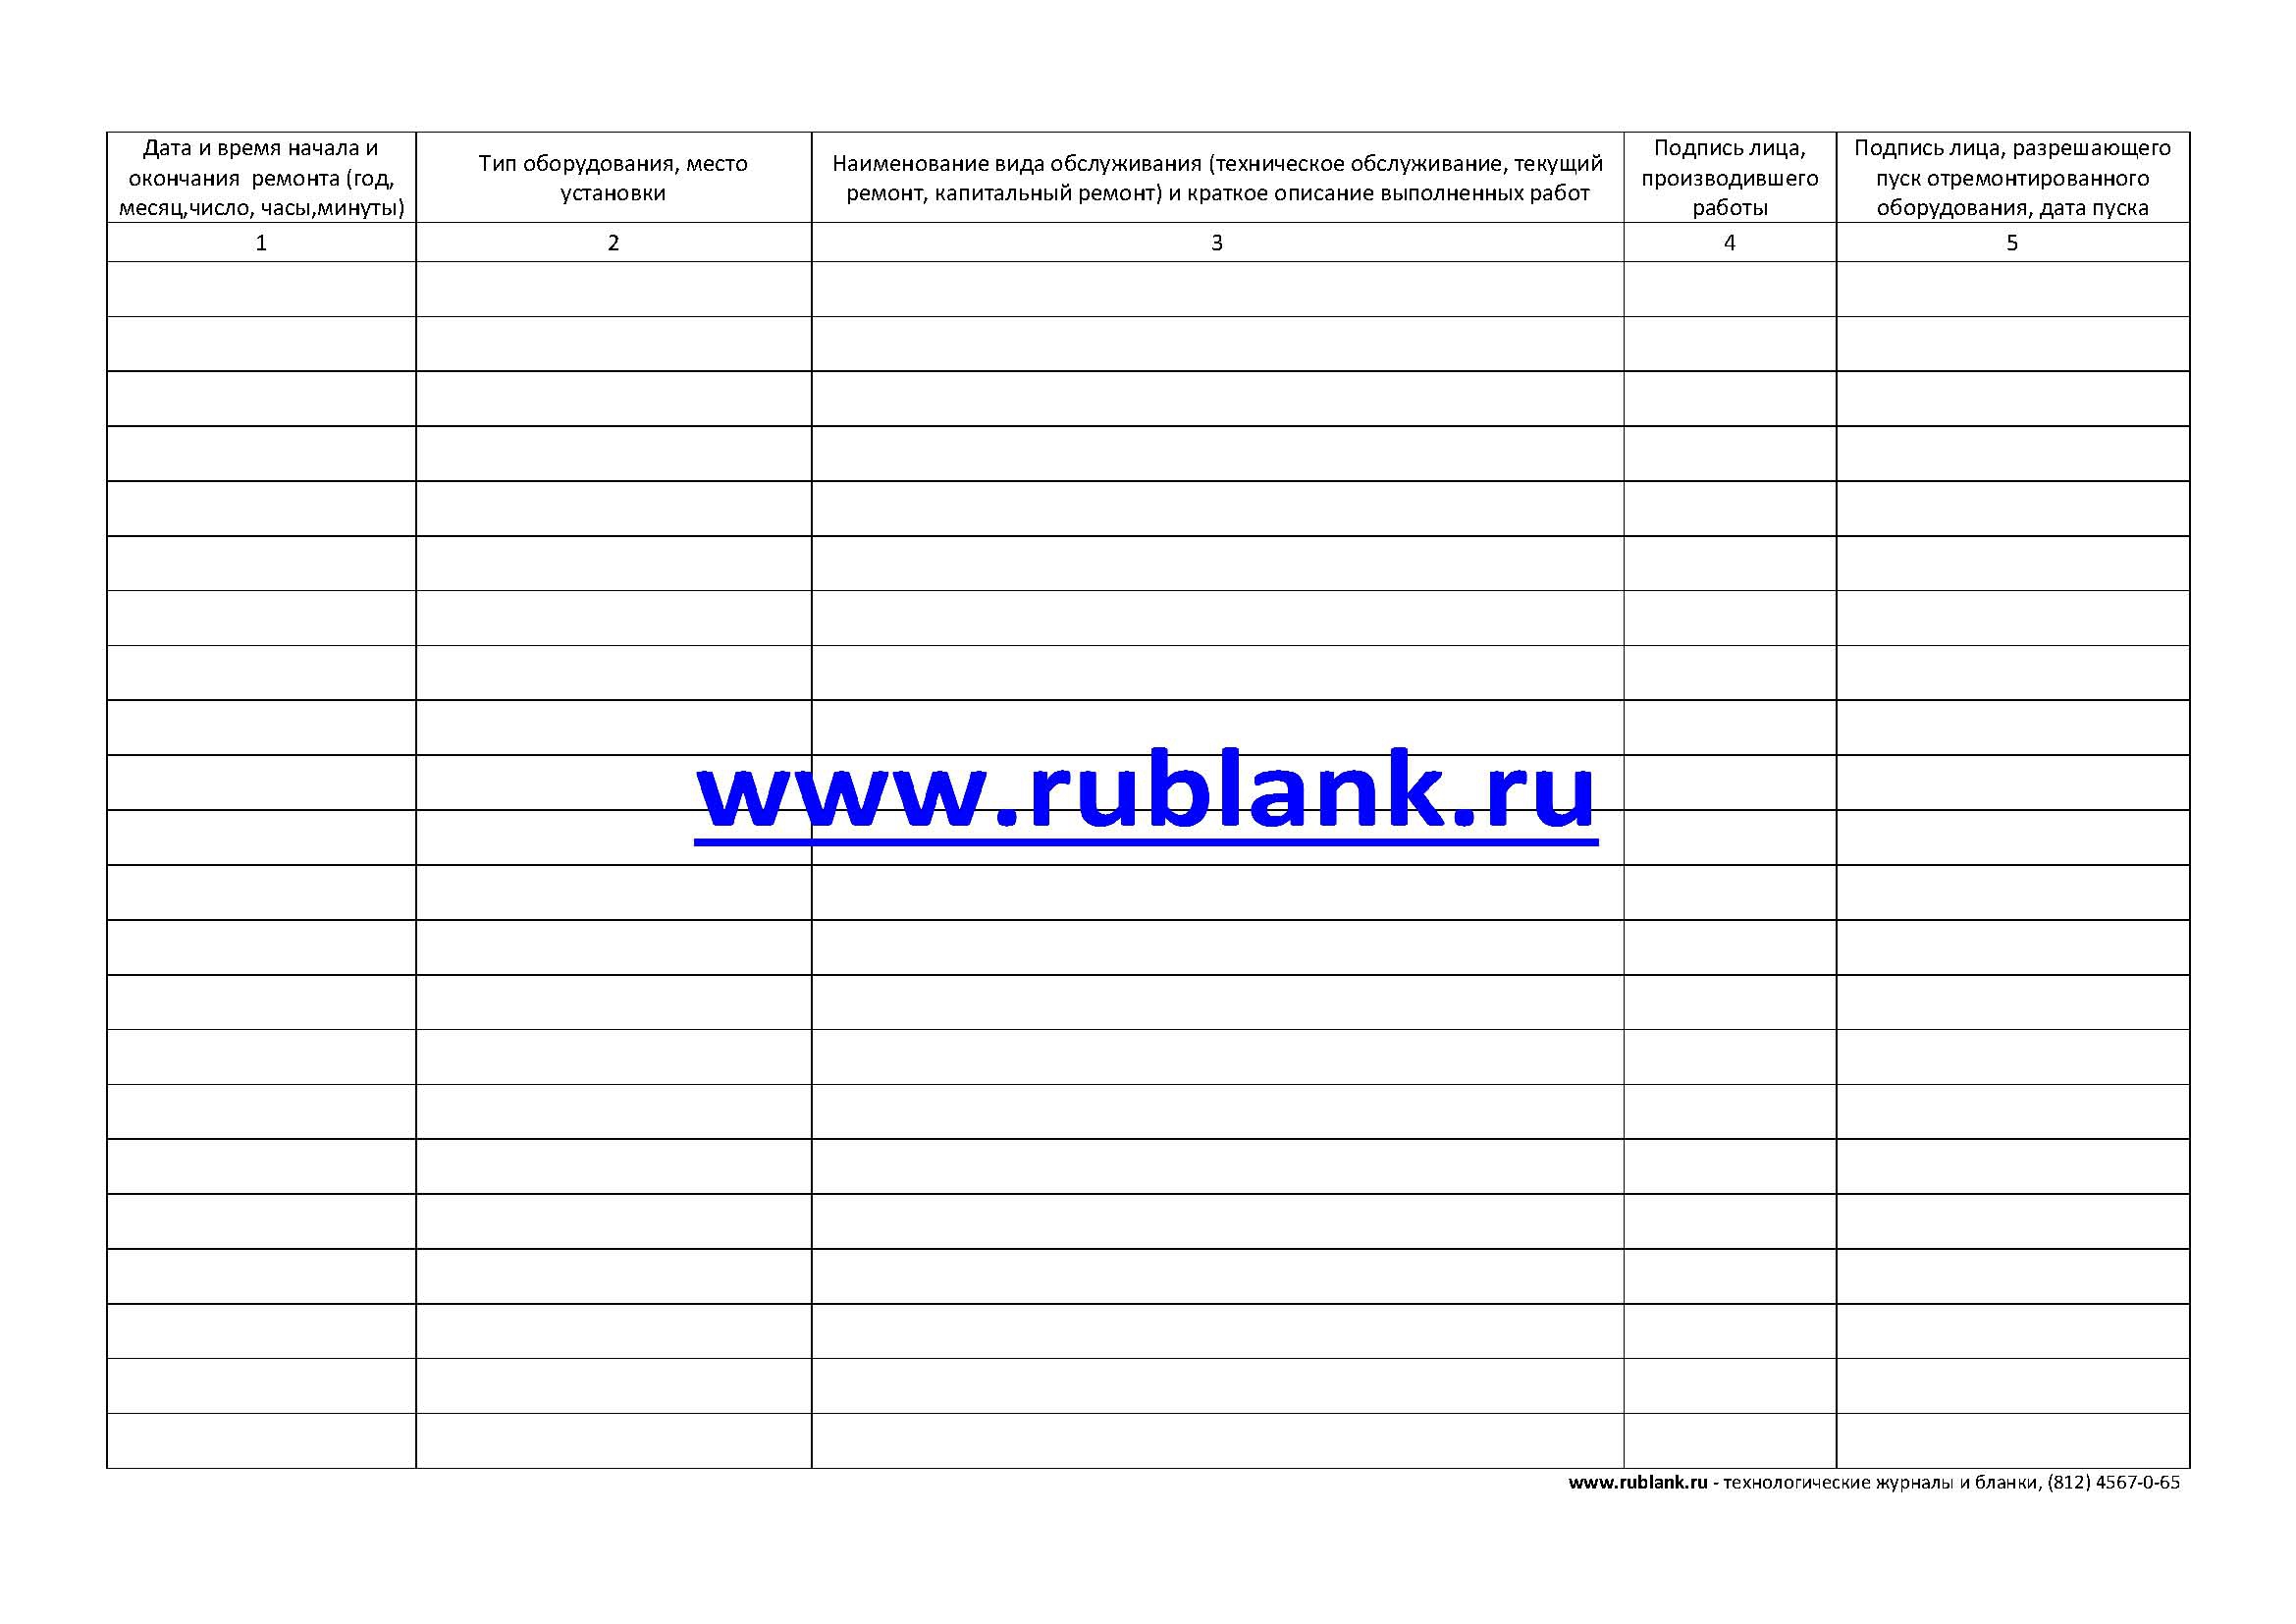 Дата и время начала и
окончания  ремонта (год,
месяц,число, часы,минуты)
Тип оборудования, место
установки
Наименование вида обслуживания (техническое обслуживание, текущий
ремонт, капитальный ремонт) и краткое описание выполненных работ
Подпись лица,
производившего
работы
Подпись лица, разрешающего
пуск отремонтированного
оборудования, дата пуска
1
2
3
4
5
www.rublank.ru
www.rublank.ru - технологические журналы и бланки, (812) 4567-0-65